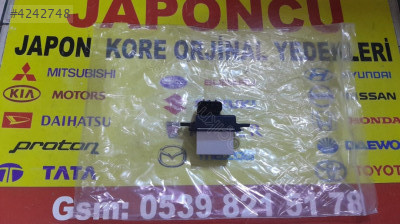 #4242748
JAPONCU
JAPON KORE ORJİNAL YEDEKLERİ
MITSUBISHI
HYUNDAI
KIA MOTORS
NISSAN
DAIHATSU
TOYOTA
proton
DAEWOO
TATA
HONDA
Gsm: 0539 821 51 78